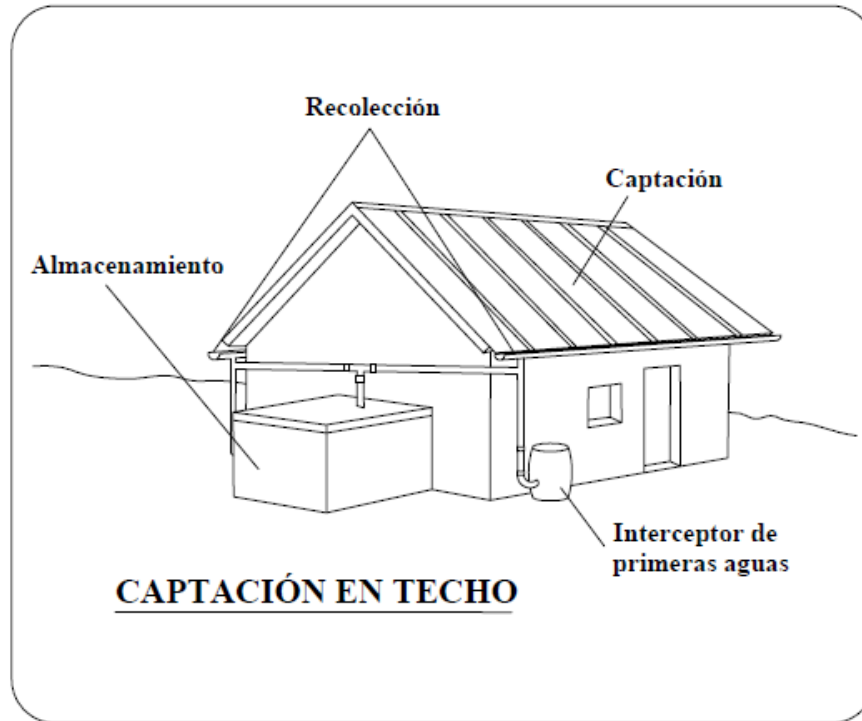 Recolección
Captación
Almacenamiento
Interceptor de
primeras aguas
CAPTACIÓN EN TECHO